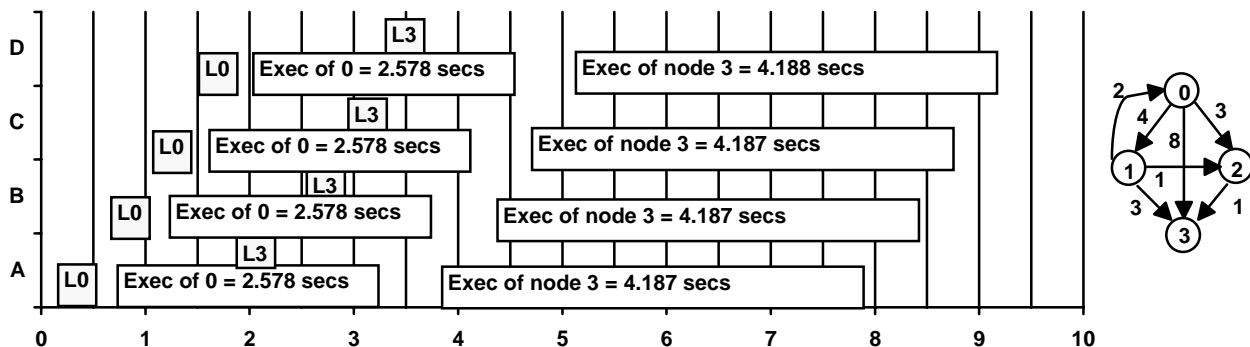 D
L3
L0
Exec of 0 = 2.578 secs
Exec of node 3 = 4.188 secs
C
L3
L0
Exec of 0 = 2.578 secs
Exec of node 3 = 4.187 secs
B
L3
L0
Exec of 0 = 2.578 secs
Exec of node 3 = 4.187 secs
A
L3
L0
Exec of 0 = 2.578 secs
Exec of node 3 = 4.187 secs
0 1 2 3 4 5 6 7 8 9 10
2 0
4 3
8
1 2
1
3 1
3